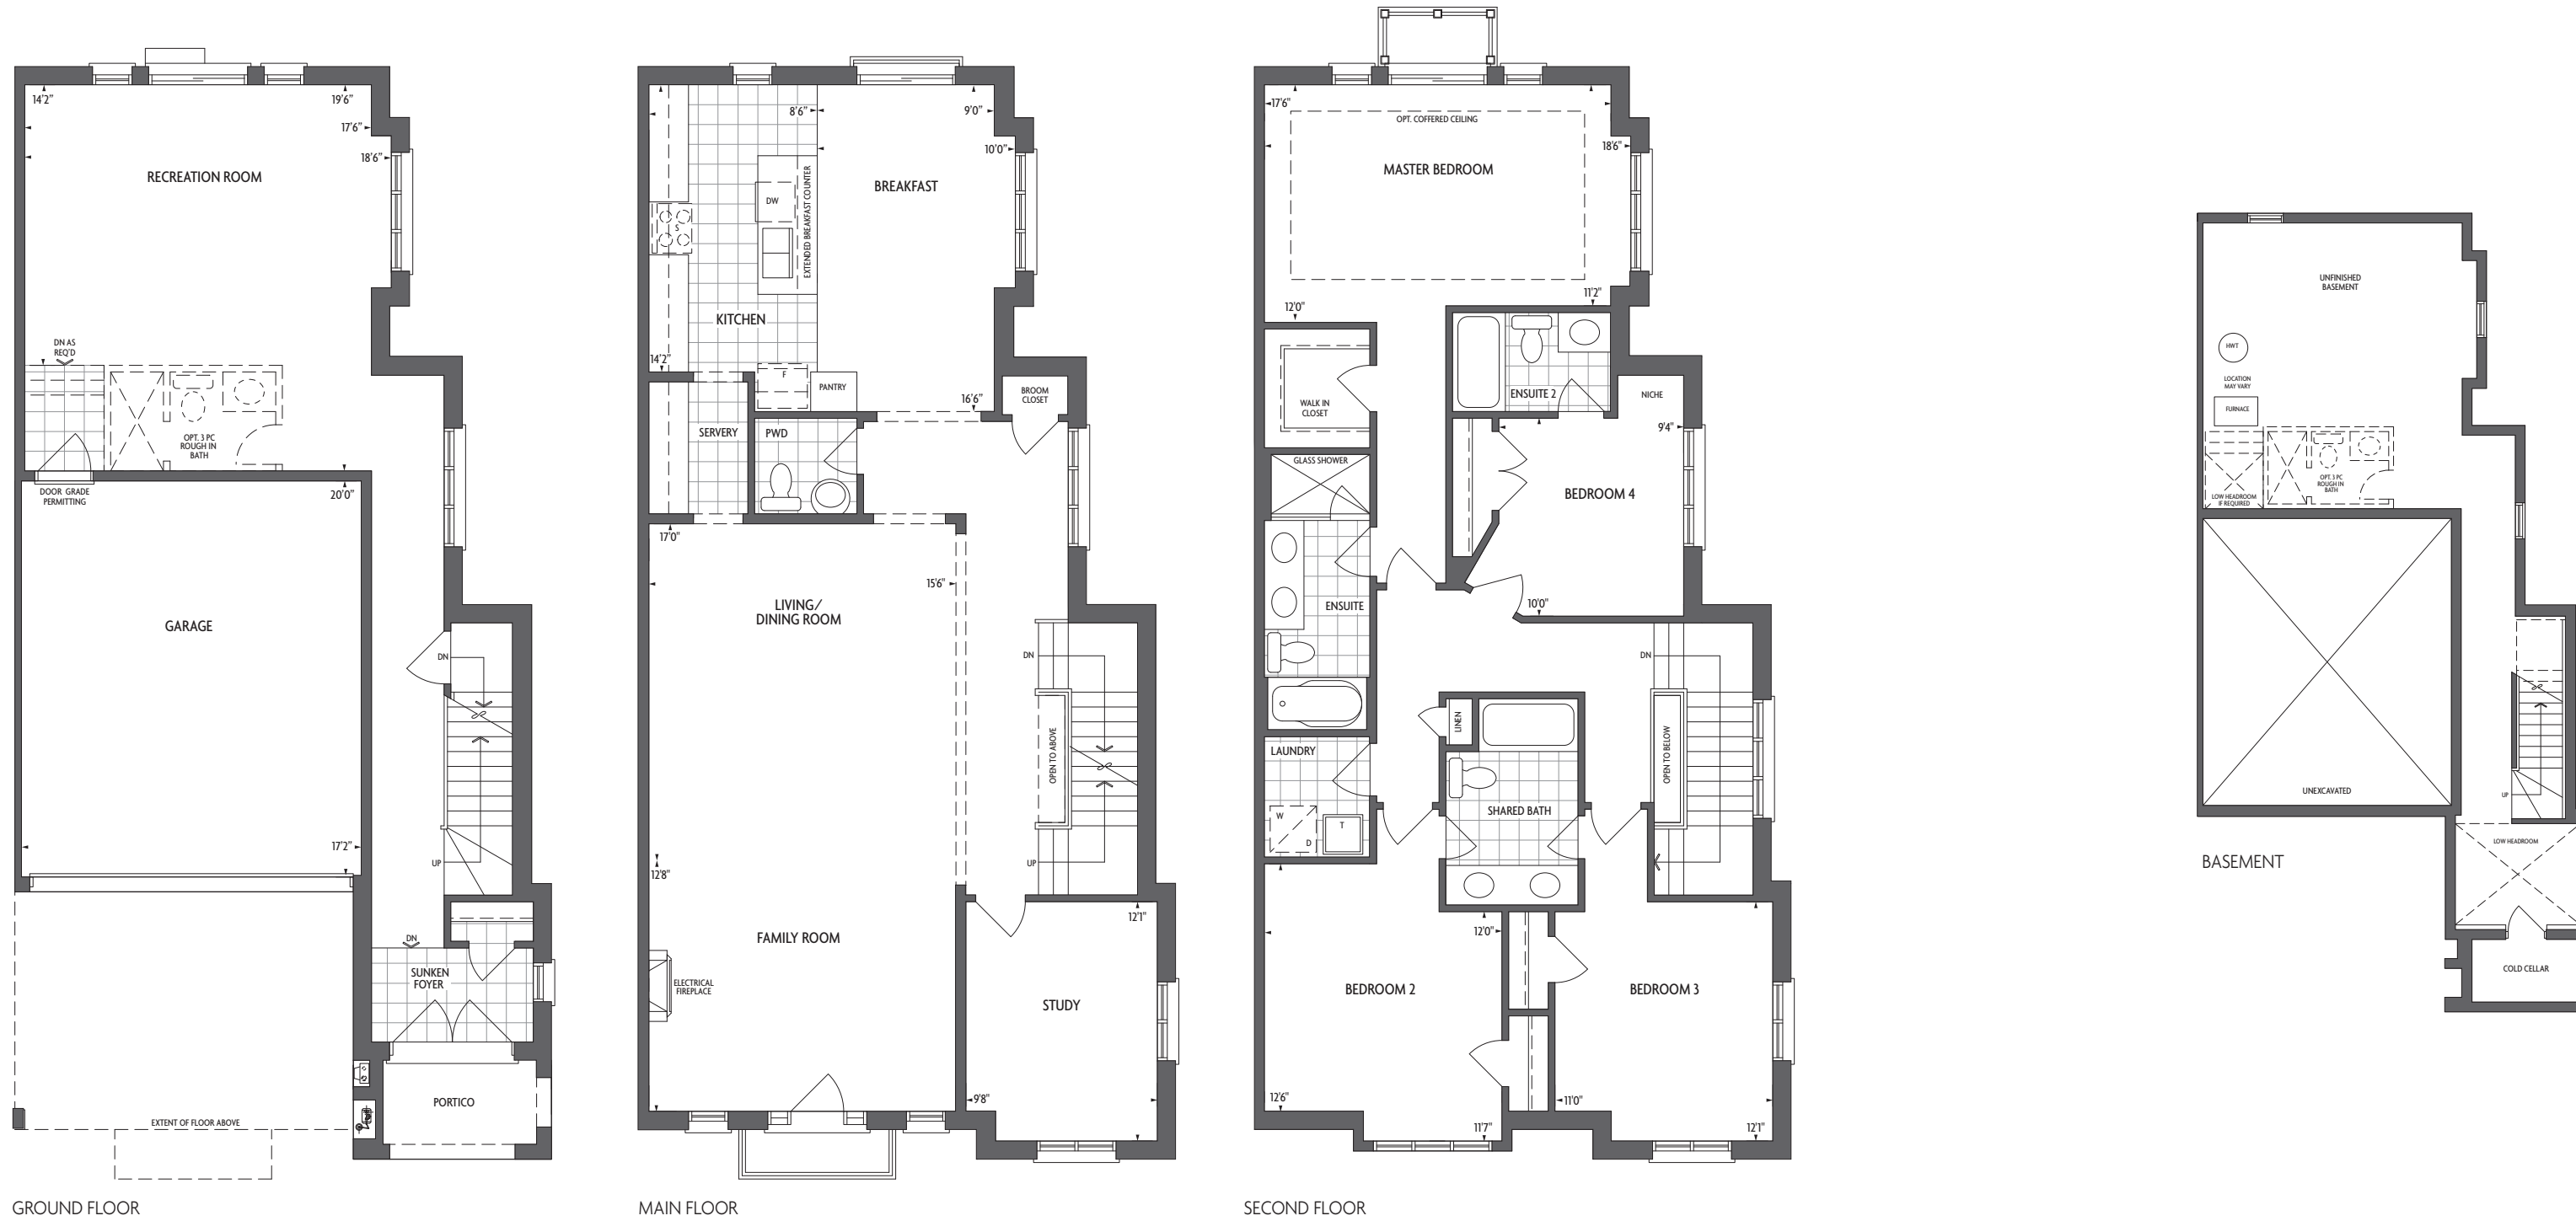 14'2"
19'6"
17'6"
18'6"
RECREATION ROOM
DN AS
REQ'D
OPT. 3 PC
ROUGH IN
BATH
DOOR GRADE
PERMITTING
20'0"
GARAGE
DN
17'2"
UP
DN
SUNKEN
FOYER
PORTICO
EXTENT OF FLOOR ABOVE
GROUND FLOOR
8'6"
9'0"
10'0"
BREAKFAST
DW
EXTENDED BREAKFAST COUNTER
S
KITCHEN
14'2"
F
PANTRY
16'6"
BROOM
CLOSET
SERVERY
PWD
17'0"
15'6"
LIVING/
DINING ROOM
DN
OPEN TO ABOVE
UP
12'8"
12'1"
FAMILY ROOM
ELECTRICAL
FIREPLACE
STUDY
9'8"
MAIN FLOOR
17'6"
OPT. COFFERED CEILING
18'6"
MASTER BEDROOM
11'2"
12'0"
WALK IN
CLOSET
ENSUITE 2
NICHE
9'4"
GLASS SHOWER
BEDROOM 4
ENSUITE
10'0"
DN
LINEN
OPEN TO BELOW
LAUNDRY
W
D
T
SHARED BATH
12'0"
BEDROOM 2
BEDROOM 3
12'6"
11'0"
11'7"
12'1"
SECOND FLOOR
UNFINISHED
BASEMENT
HWT
LOCATION
MAY VARY
FURNACE
OPT. 3 PC
ROUGH IN
BATH
LOW HEADROOM
IF REQUIRED
UNEXCAVATED
UP
LOW HEADROOM
COLD CELLAR
BASEMENT